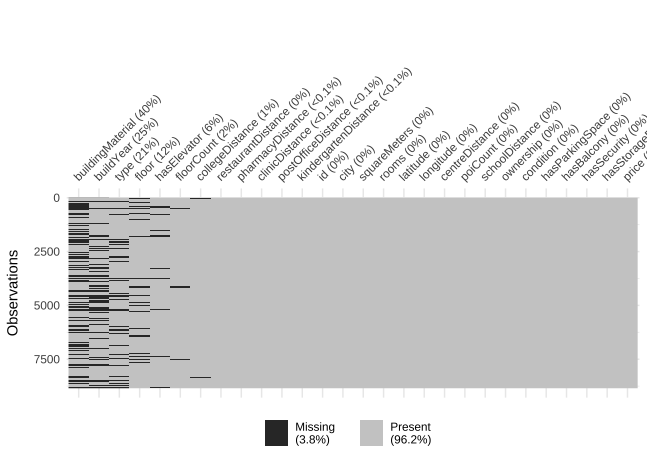 buildingMaterial (40%)
buildYear (25%)
type (21%)
floor (12%)
hasElevator (6%)
floorCount (2%)
collegeDistance (1%)
restaurantDistance (0%)
pharmacyDistance (<0.1%)
clinicDistance (<0.1%)
postOfficeDistance (<0.1%)
kindergartenDistance (<0.1%)
id (0%)
city (0%)
squareMeters (0%)
rooms (0%)
latitude (0%)
longitude (0%)
centreDistance (0%)
poiCount (0%)
schoolDistance (0%)
ownership (0%)
condition (0%)
hasParkingSpace (0%)
hasBalcony (0%)
hasSecurity (0%
hasStorage
price (
Observations
0
2500
5000
7500
Missing
(3.8%)
Present
(96.2%)